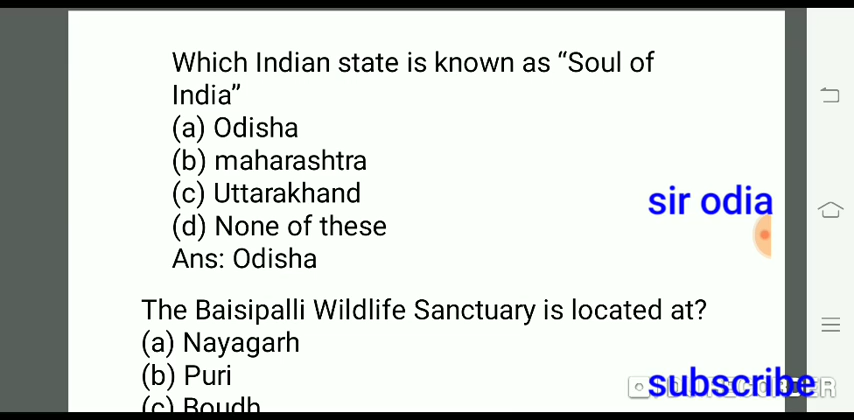 Which Indian state is known as “Soul of
India”
(a) Odisha
(b) maharashtra
(c) Uttarakhand
(d) None of these
Ans: Odisha
sir odia
The Baisipalli Wildlife Sanctuary is located at?
(a) Nayagarh
(b) Puri
(c) Boudh
subscribe